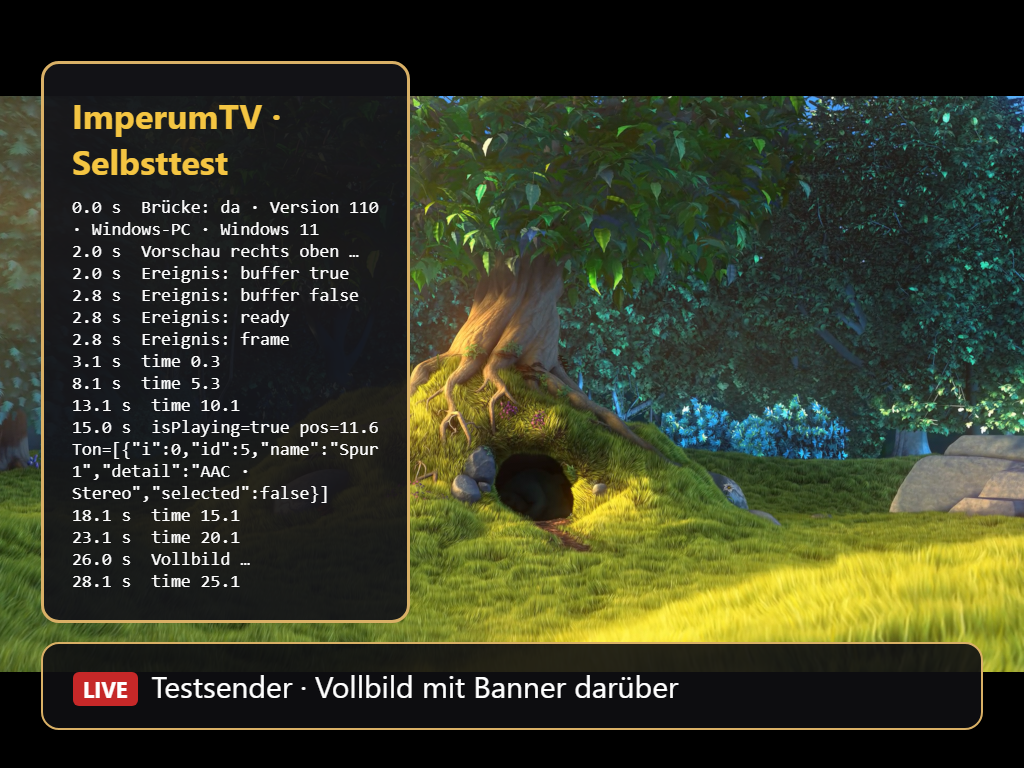 ImperumTV ·
Selbsttest
0.0 s  Brücke: da · Version 110
· Windows-PC · Windows 11
2.0 s  Vorschau rechts oben …
2.0 s  Ereignis: buffer true
2.8 s  Ereignis: buffer false
2.8 s  Ereignis: ready
2.8 s  Ereignis: frame
3.1 s  time 0.3
8.1 s  time 5.3
13.1 s  time 10.1
15.0 s  isPlaying=true pos=11.6
Ton=[{"i":0,"id":5,"name":"Spur
1","detail":"AAC ·
Stereo","selected":false}]
18.1 s  time 15.1
23.1 s  time 20.1
26.0 s  Vollbild …
28.1 s  time 25.1
LIVE Testsender · Vollbild mit Banner darüber